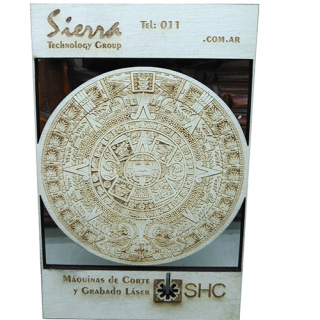 Sierra
Technology Group
Tel: 011
.COM.AR
Máquinas de Corte
y Grabado Láser
SHC